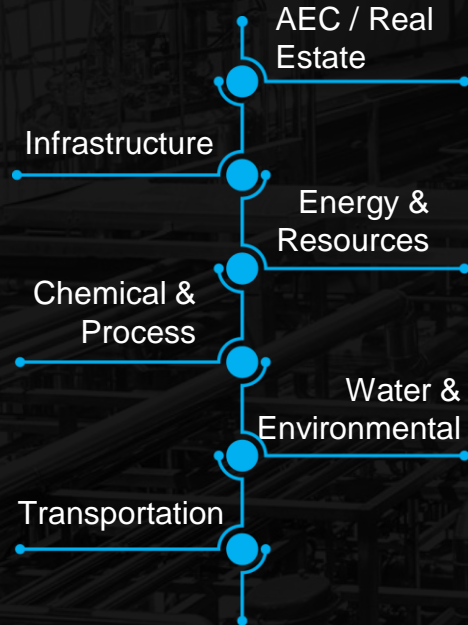 AEC / Real
Estate
Infrastructure
Energy &
Resources
Chemical &
Process
Water &
Environmental
Transportation